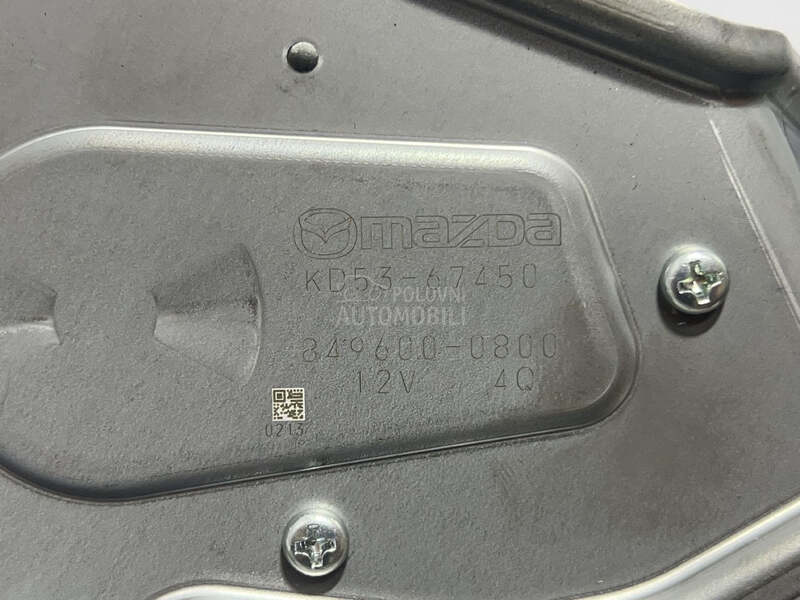 mazda
KD53-67450
POLOVNI
AUTOMOBILI
849600-0800
12V 4Q
0213